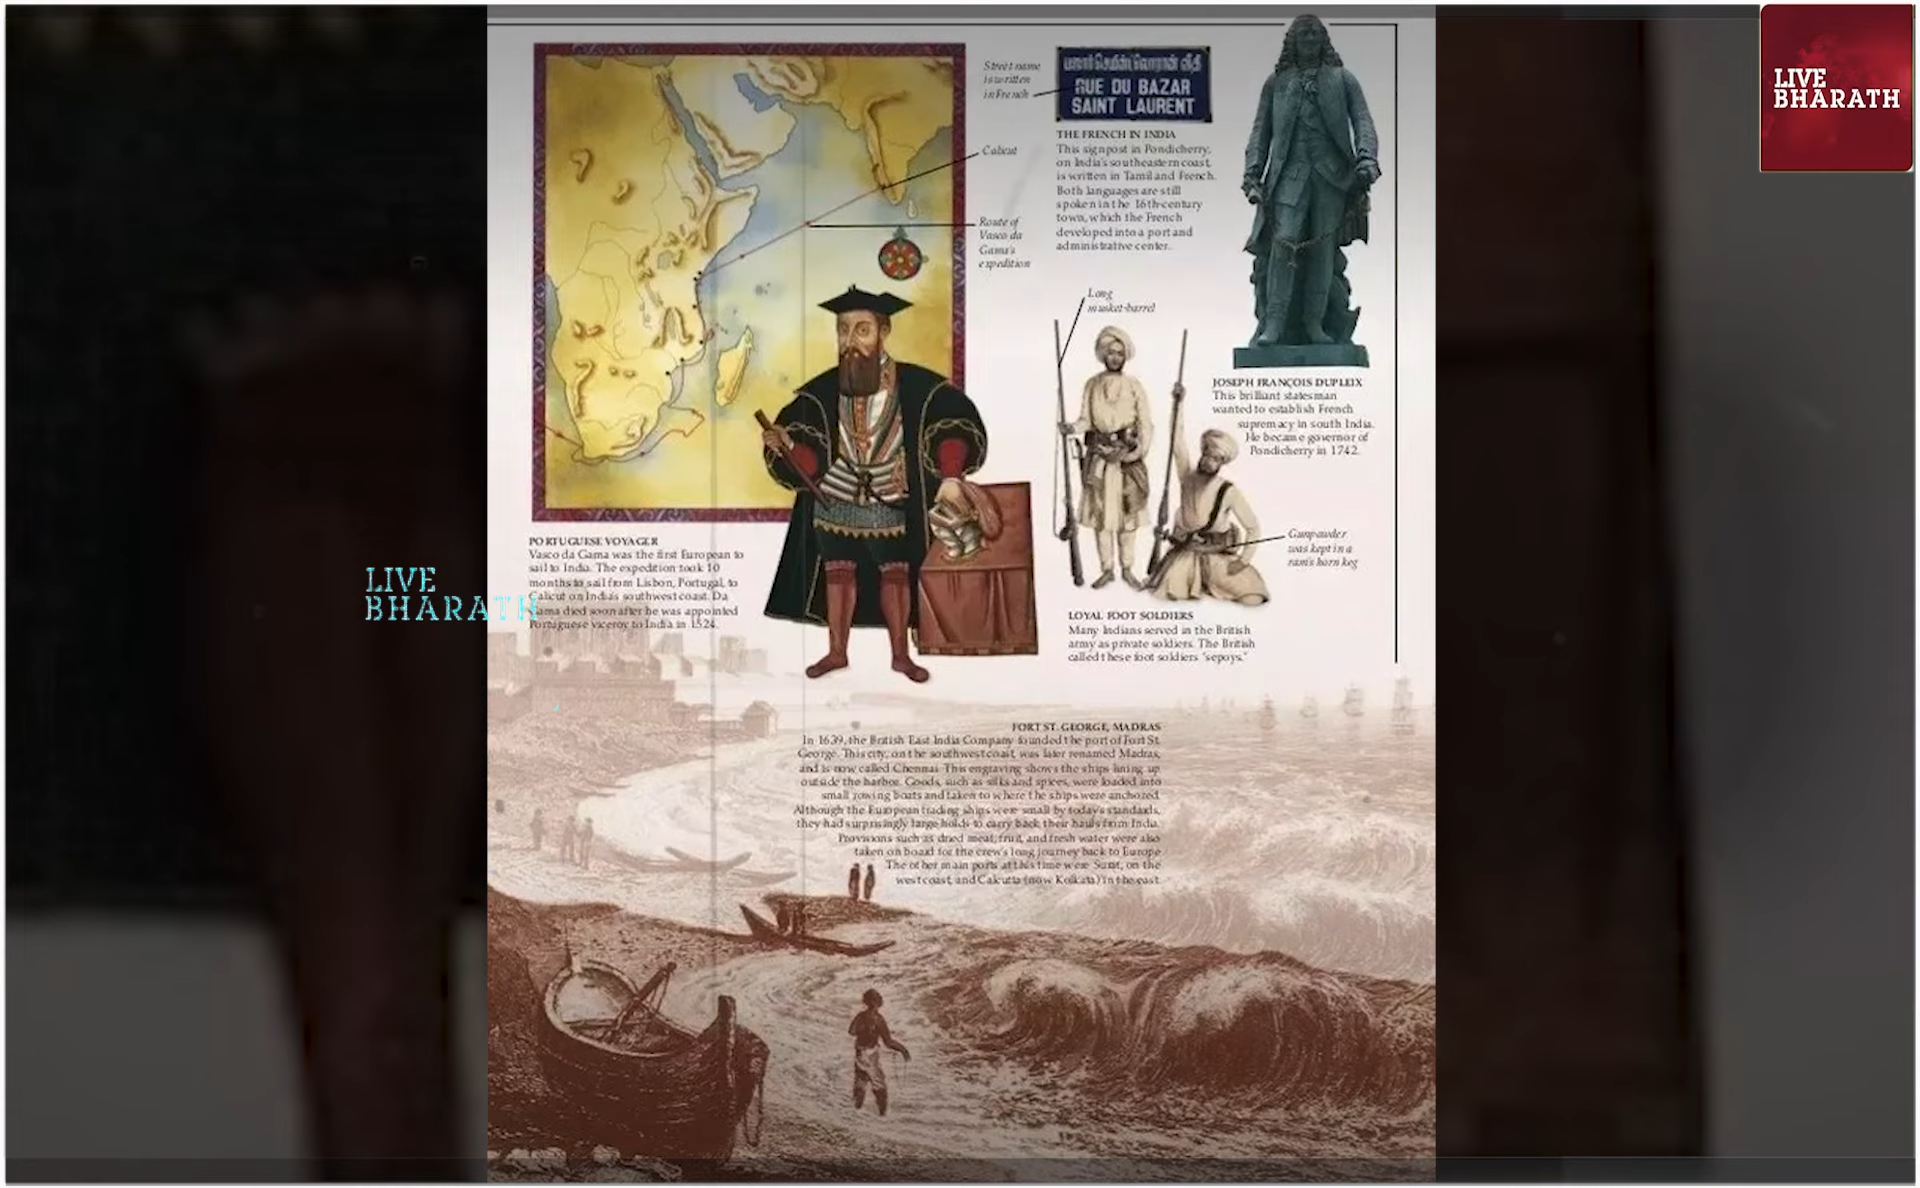 LIVE
BHARATH
Street name
is written
in French
RUE DU BAZAR
SAINT LAURENT
THE FRENCH IN INDIA
This signpost in Pondicherry,
on India's southeastern coast,
is written in Tamil and French.
Both languages are still
spoken in the 16th-century
town, which the French
developed into a port and
administrative center.
Calicut
Route of
Vasco da
Gama's
expedition
Long
musket-barrel
JOSEPH FRANÇOIS DUPLEIX
This brilliant statesman
wanted to establish French
supremacy in south India.
He became governor of
Pondicherry in 1742.
Gunpowder
was kept in a
ram's horn keg
PORTUGUESE VOYAGER
Vasco da Gama was the first European to
sail to India. The expedition took 10
months to sail from Lisbon, Portugal, to
Calicut on India's southwest coast. Da
Gama died soon after he was appointed
Portuguese viceroy to India in 1524.
LIVE
BHARATH
LOYAL FOOT SOLDIERS
Many Indians served in the British
army as private soldiers. The British
called these foot soldiers "sepoys."
FORT ST. GEORGE, MADRAS
In 1639, the British East India Company founded the port of Fort St.
George. This city, on the southwest coast, was later renamed Madras,
and is now called Chennai. This engraving shows the ships lining up
outside the harbor. Goods, such as silks and spices, were loaded into
small rowing boats and taken to where the ships were anchored.
Although the European trading ships were small by today's standards,
they had surprisingly large holds to carry back their hauls from India.
Provisions such as dried meat, fruit, and fresh water were also
taken on board for the crew's long journey back to Europe
The other main ports at this time were Surat, on the
west coast, and Calcutta (now Kolkata) in the east.